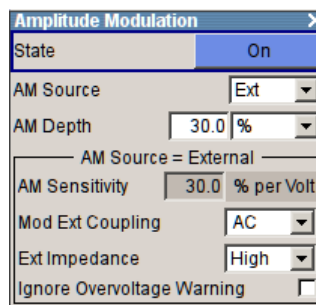 Amplitude Modulation X
State On
AM Source Ext
AM Depth 30.0 %
AM Source = External
AM Sensitivity 30.0 % per Volt
Mod Ext Coupling AC
Ext Impedance High
Ignore Overvoltage Warning